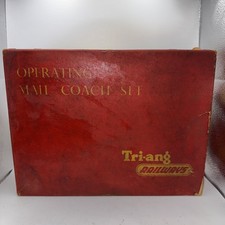 OPERATING
MAIL COACH SET
Tri-ang
RAILWAYS